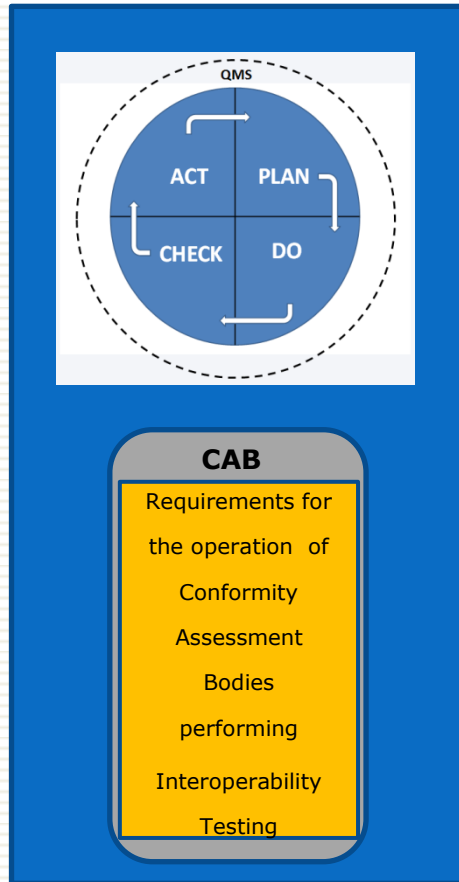 QMS
ACT PLAN
CHECK DO
CAB
Requirements for
the operation of
Conformity
Assessment
Bodies
performing
Interoperability
Testing